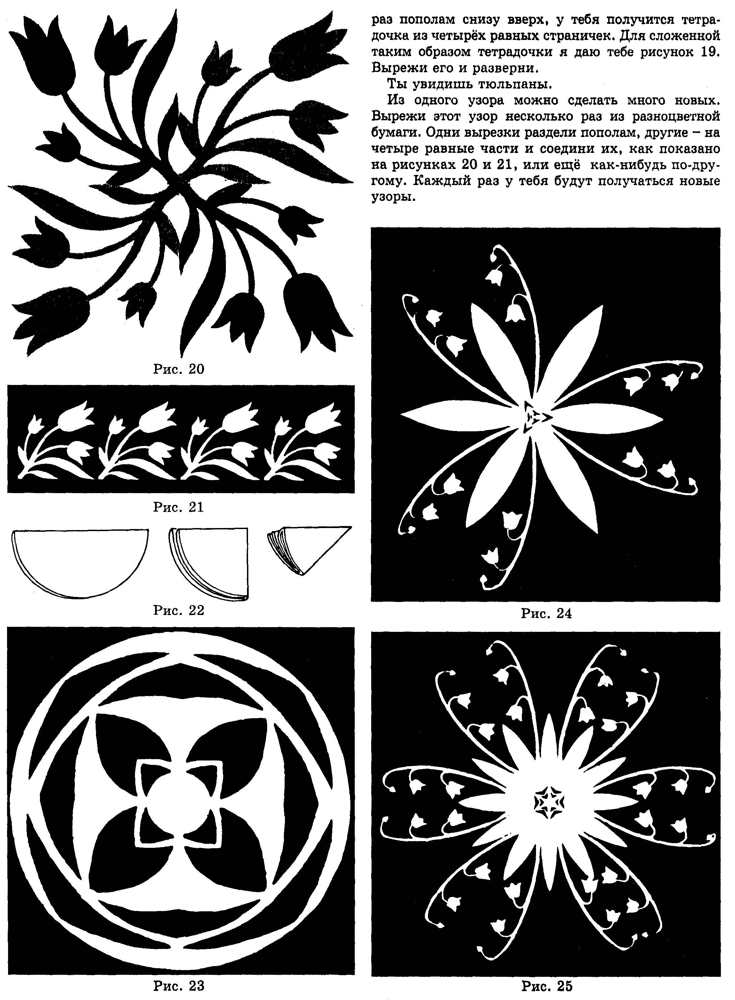 раз пополам снизу вверх, у тебя получится тетра-
дочка из четырёх равных страничек. Для сложенной
таким образом тетрадочки я даю тебе рисунок 19.
Вырежи его и разверни.
Ты увидишь тюльпаны.
Из одного узора можно сделать много новых.
Вырежи этот узор несколько раз из разноцветной
бумаги. Одни вырезки раздели пополам, другие – на
четыре равные части и соедини их, как показано
на рисунках 20 и 21, или ещё как-нибудь по-дру-
гому. Каждый раз у тебя будут получаться новые
узоры.
Рис. 20
Рис. 21
Рис. 22
Рис. 24
Рис. 23
Рис. 25